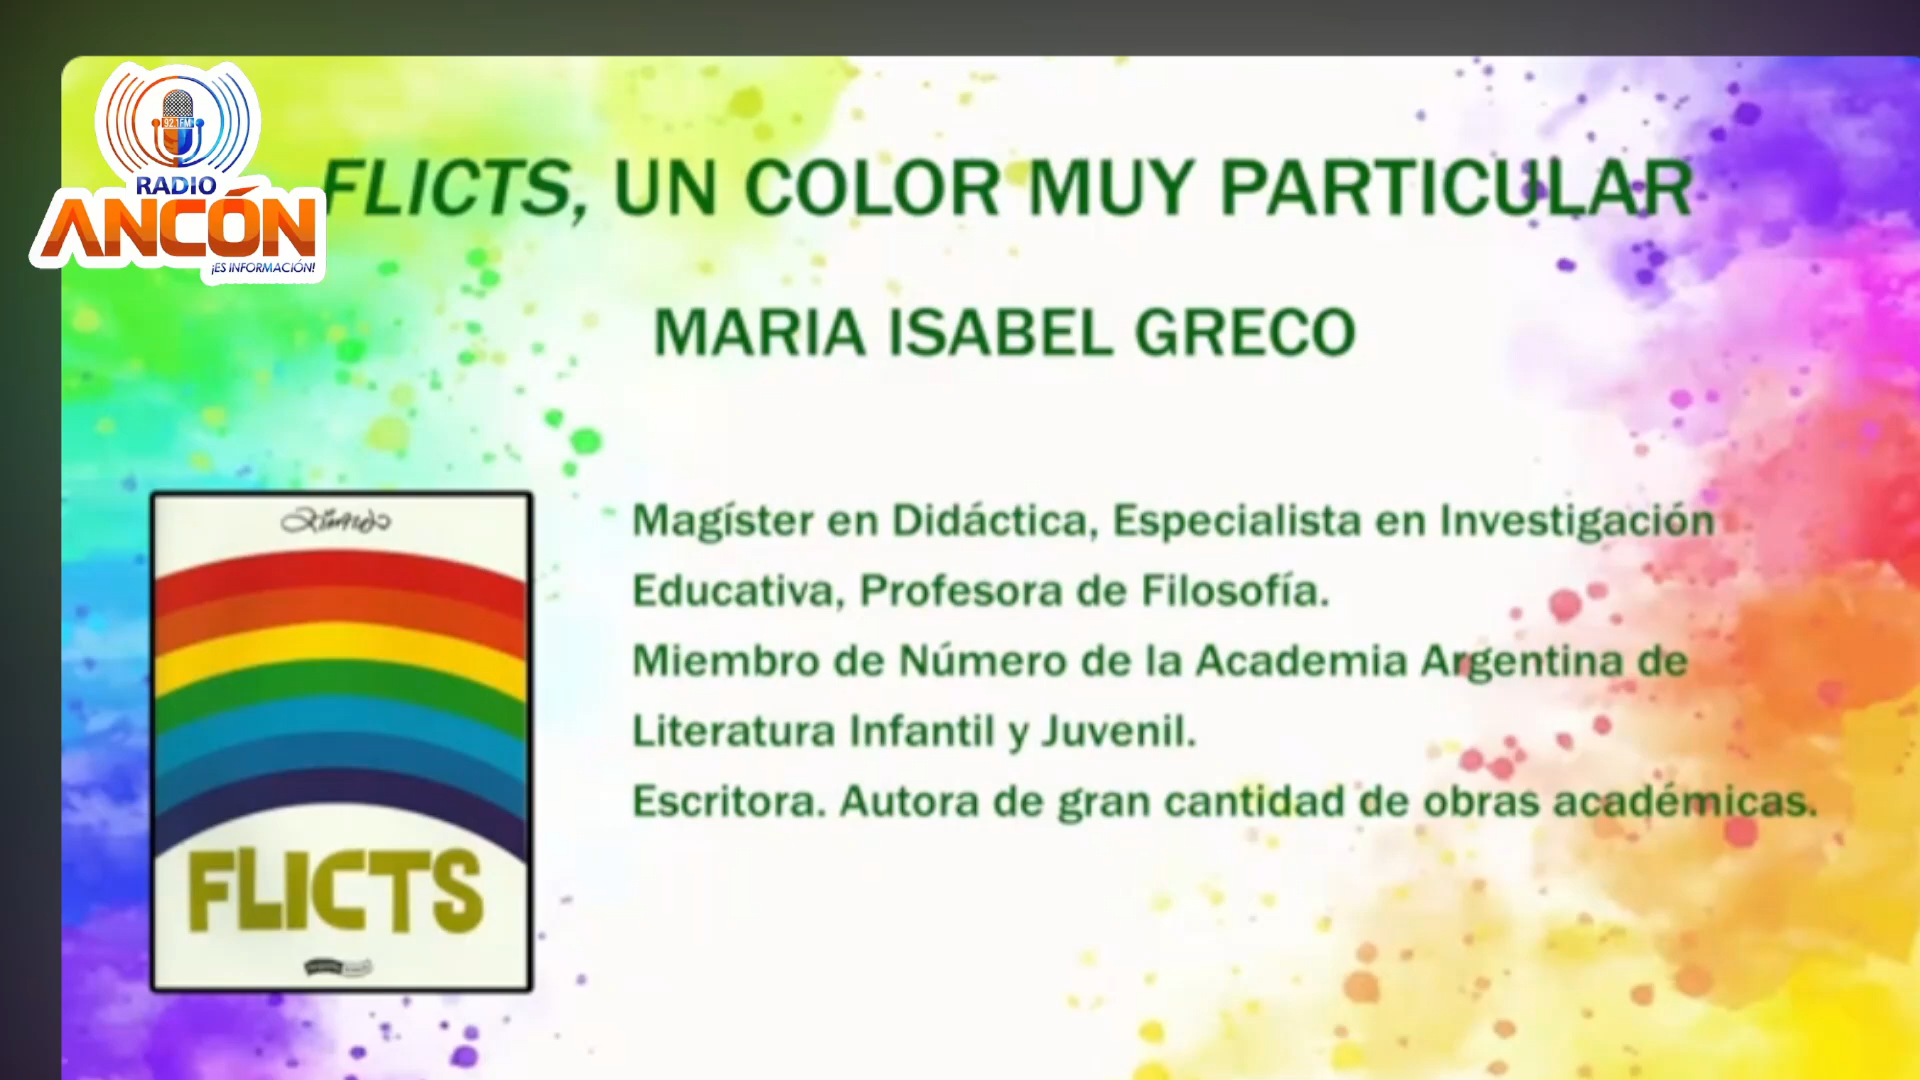 92.1FM
RADIO
ANCÓN
¡ES INFORMACIÓN!
FLICTS, UN COLOR MUY PARTICULAR
MARIA ISABEL GRECO
Magíster en Didáctica, Especialista en Investigación
Educativa, Profesora de Filosofía.
Miembro de Número de la Academia Argentina de
Literatura Infantil y Juvenil.
Escritora. Autora de gran cantidad de obras académicas.
FLICTS